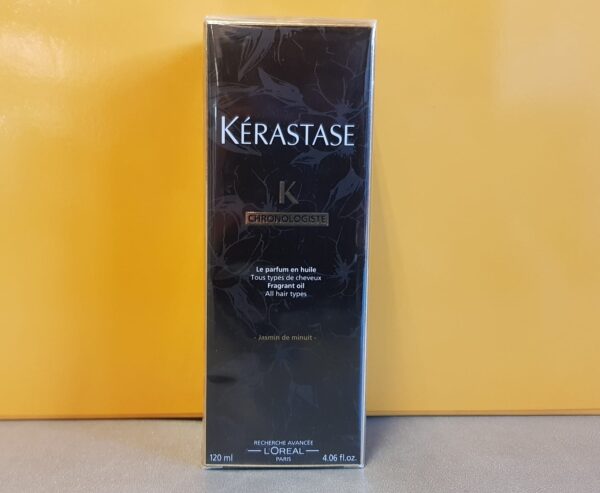 KÉRASTASE
K
CHRONOLOGISTE
Le parfum en huile
Tous types de cheveux
Fragrant oil
All hair types
- Jasmin de minuit -
RECHERCHE AVANCÉE
L'ORÉAL
PARIS
120 ml 4.06 fl.oz.